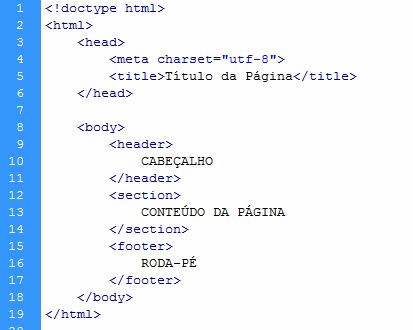 1 <!doctype html>
2 <html>
3 <head>
4 <meta charset="utf-8">
5 <title>Título da Página</title>
6 </head>
7
8 <body>
9 <header>
10 CABEÇALHO
11 </header>
12 <section>
13 CONTEÚDO DA PÁGINA
14 </section>
15 <footer>
16 RODA-PÉ
17 </footer>
18 </body>
19 </html>